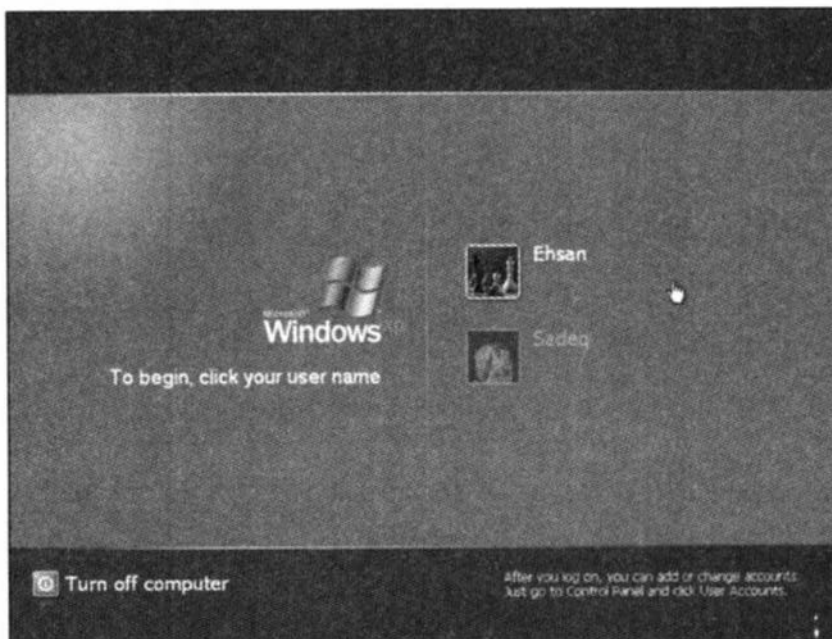 Microsoft
Windows xp
To begin, click your user name
Ehsan
Sadeq
Turn off computer
After you log on, you can add or change accounts.
Just go to Control Panel and click User Accounts.